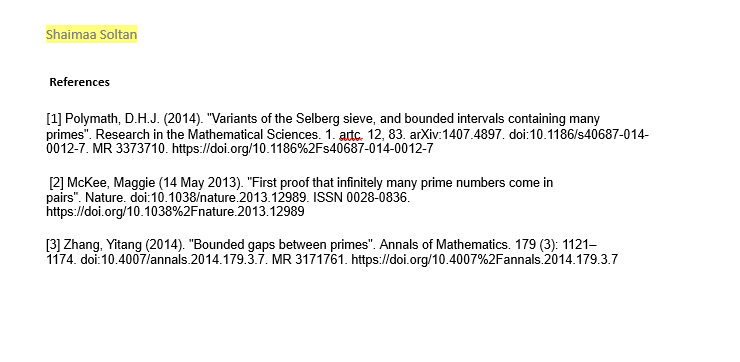 Shaimaa Soltan
References
[1] Polymath, D.H.J. (2014). "Variants of the Selberg sieve, and bounded intervals containing many
primes". Research in the Mathematical Sciences. 1. artc. 12, 83. arXiv:1407.4897. doi:10.1186/s40687-014-
0012-7. MR 3373710. https://doi.org/10.1186%2Fs40687-014-0012-7
[2] McKee, Maggie (14 May 2013). "First proof that infinitely many prime numbers come in
pairs". Nature. doi:10.1038/nature.2013.12989. ISSN 0028-0836.
https://doi.org/10.1038%2Fnature.2013.12989
[3] Zhang, Yitang (2014). "Bounded gaps between primes". Annals of Mathematics. 179 (3): 1121–
1174. doi:10.4007/annals.2014.179.3.7. MR 3171761. https://doi.org/10.4007%2Fannals.2014.179.3.7